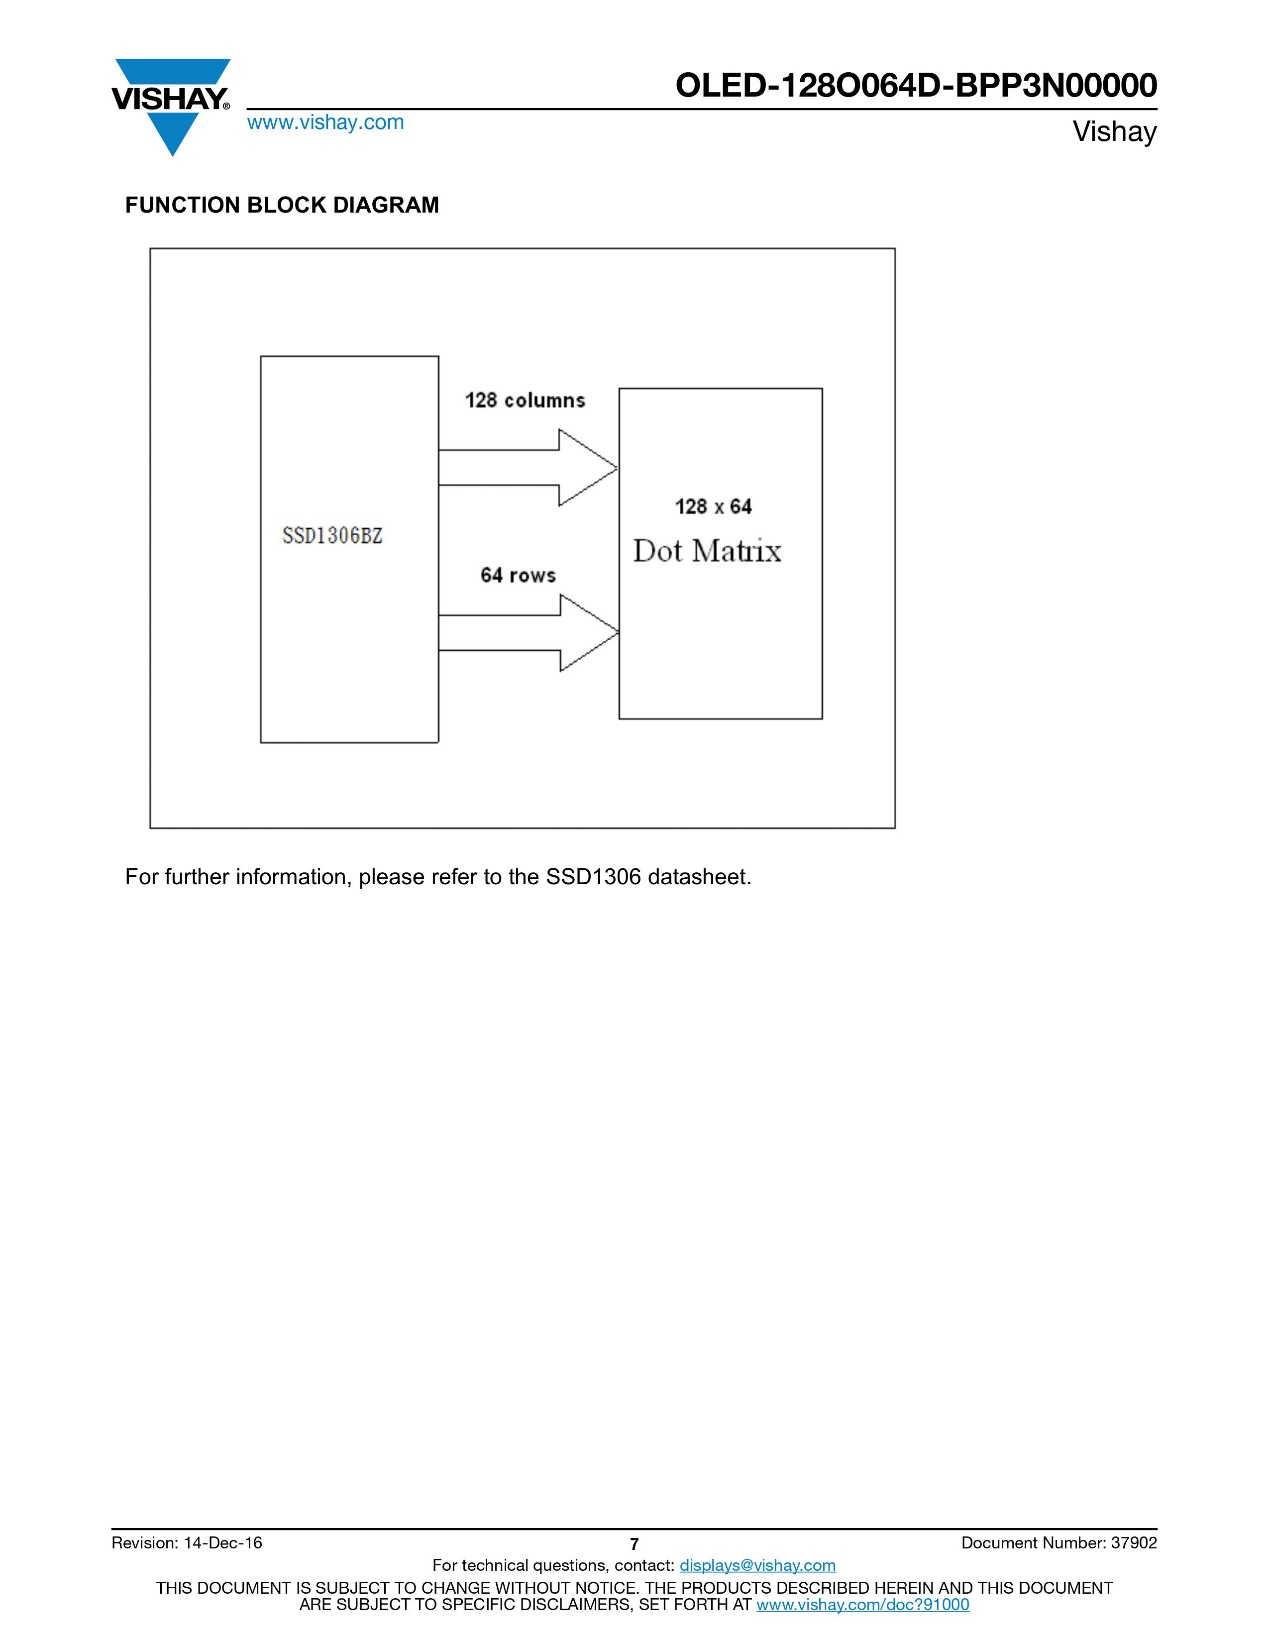 VISHAY®
OLED-128O064D-BPP3N00000
www.vishay.com
Vishay
FUNCTION BLOCK DIAGRAM
128 columns
128 x 64
SSD1306BZ
Dot Matrix
64 rows
For further information, please refer to the SSD1306 datasheet.
Revision: 14-Dec-16
7
Document Number: 37902
For technical questions, contact: displays@vishay.com
THIS DOCUMENT IS SUBJECT TO CHANGE WITHOUT NOTICE. THE PRODUCTS DESCRIBED HEREIN AND THIS DOCUMENT
ARE SUBJECT TO SPECIFIC DISCLAIMERS, SET FORTH AT www.vishay.com/doc?91000